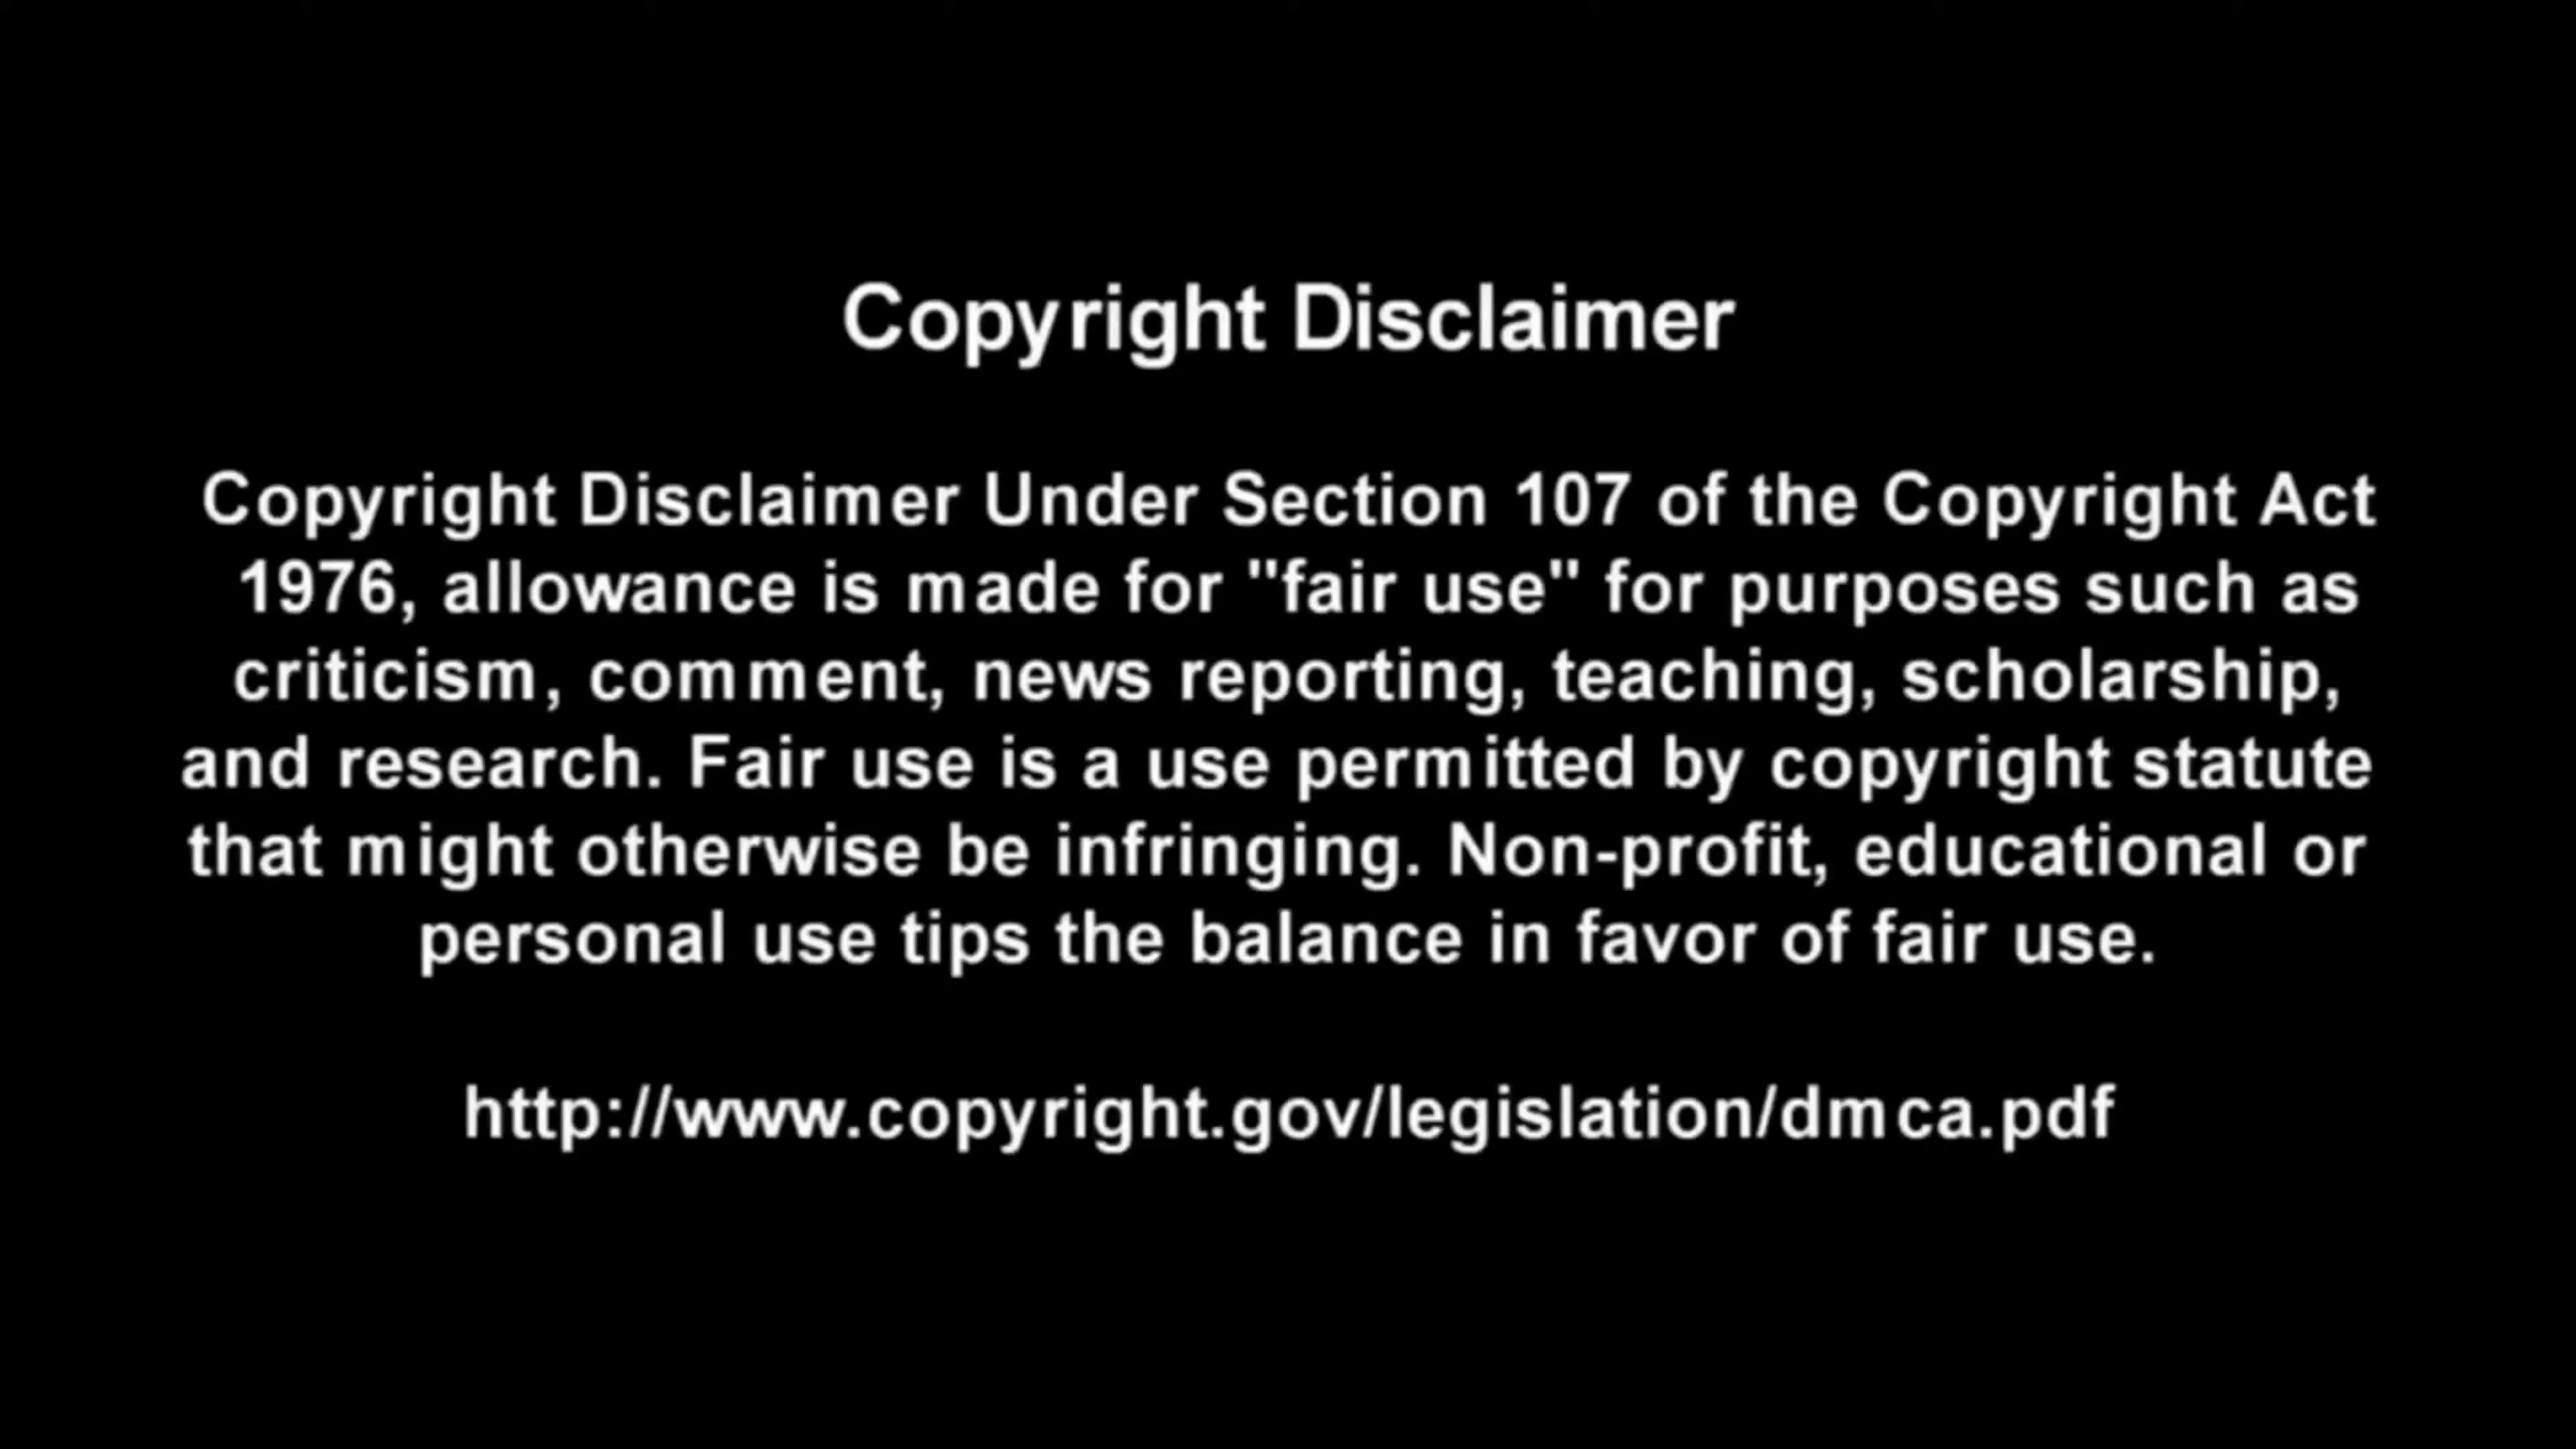 Copyright Disclaimer
Copyright Disclaimer Under Section 107 of the Copyright Act
1976, allowance is made for "fair use" for purposes such as
criticism, comment, news reporting, teaching, scholarship,
and research. Fair use is a use permitted by copyright statute
that might otherwise be infringing. Non-profit, educational or
personal use tips the balance in favor of fair use.
http://www.copyright.gov/legislation/dmca.pdf